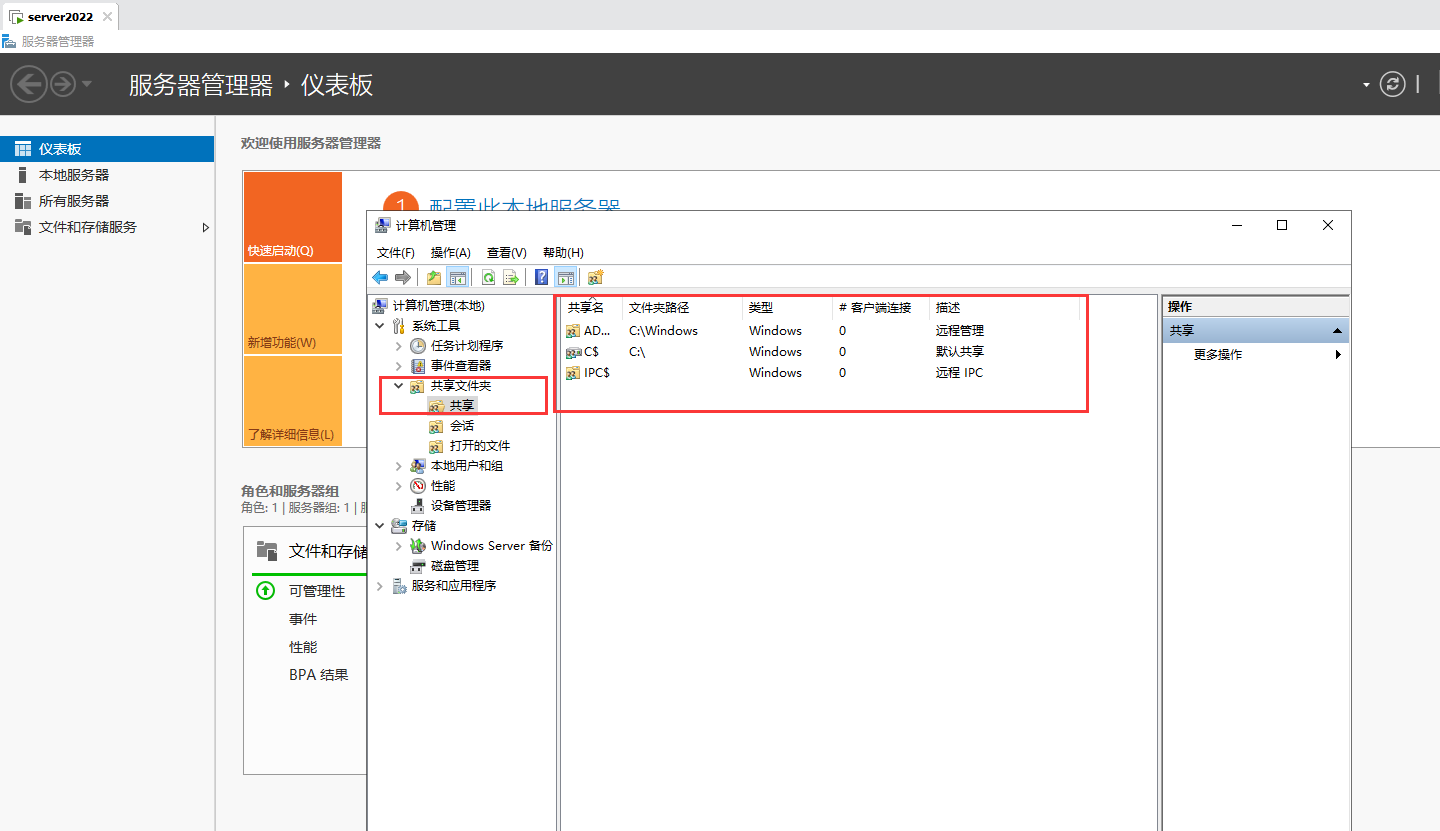 server2022
服务器管理器
服务器管理器 仪表板
仪表板
本地服务器
所有服务器
文件和存储服务
欢迎使用服务器管理器
快速启动(Q)
新增功能(W)
了解详细信息(L)
1 配置此本地服务器
角色和服务器组
角色: 1 | 服务器组: 1 |
文件和存储
可管理性
事件
性能
BPA 结果
计算机管理
文件(F) 操作(A) 查看(V) 帮助(H)
计算机管理(本地)
系统工具
任务计划程序
事件查看器
共享文件夹
共享
会话
打开的文件
本地用户和组
性能
设备管理器
存储
Windows Server 备份
磁盘管理
服务和应用程序
共享名 文件夹路径 类型 # 客户端连接 描述
AD... C:\Windows Windows 0 远程管理
C$ C:\ Windows 0 默认共享
IPC$ Windows 0 远程 IPC
操作
共享
更多操作